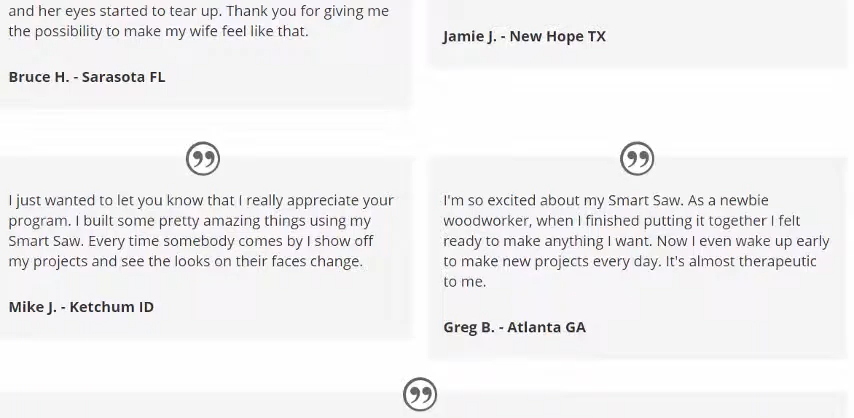 and her eyes started to tear up. Thank you for giving me
the possibility to make my wife feel like that.
Bruce H. - Sarasota FL
Jamie J. - New Hope TX
I just wanted to let you know that I really appreciate your
program. I built some pretty amazing things using my
Smart Saw. Every time somebody comes by I show off
my projects and see the looks on their faces change.
Mike J. - Ketchum ID
I'm so excited about my Smart Saw. As a newbie
woodworker, when I finished putting it together I felt
ready to make anything I want. Now I even wake up early
to make new projects every day. It's almost therapeutic
to me.
Greg B. - Atlanta GA